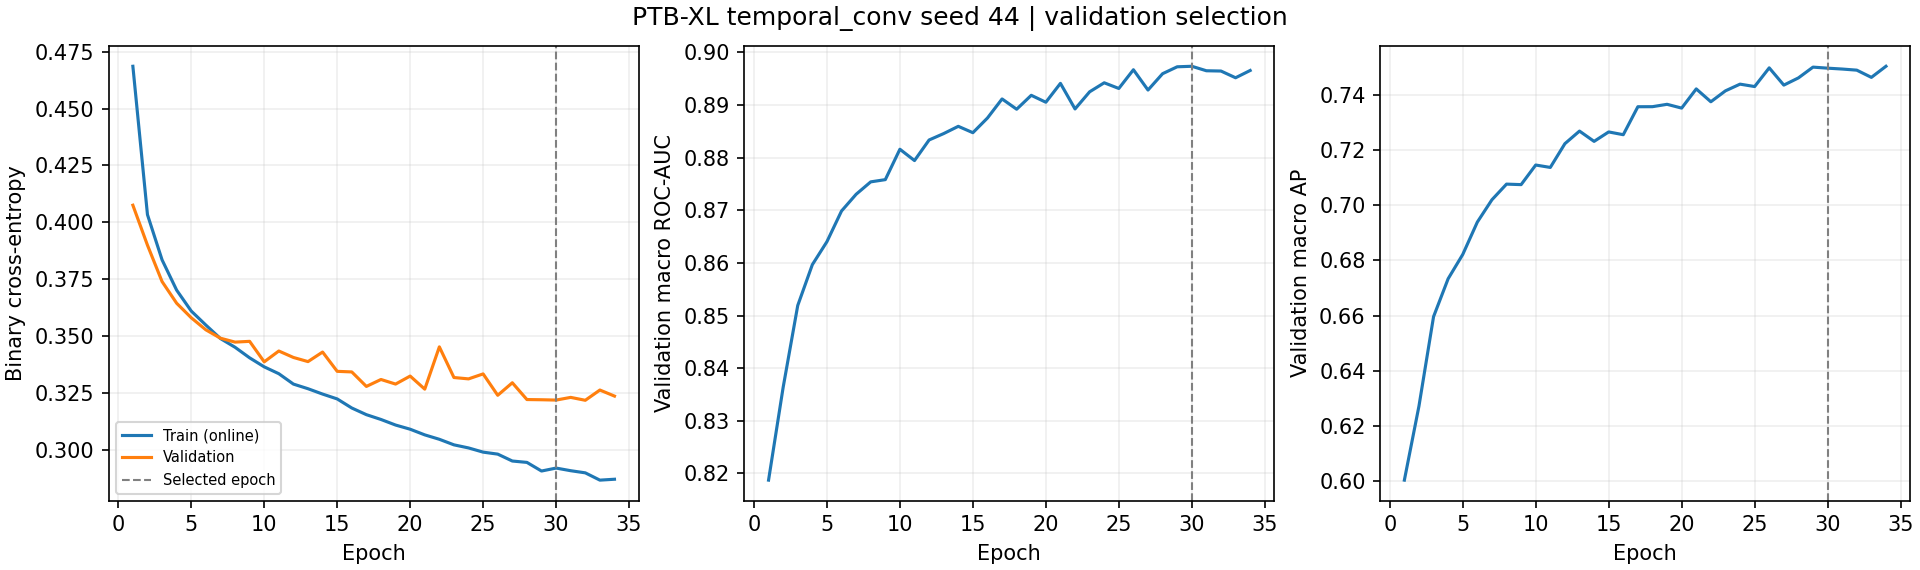 PTB-XL temporal_conv seed 44 | validation selection
Binary cross-entropy
0.475
0.450
0.425
0.400
0.375
0.350
0.325
0.300
Train (online)
Validation
Selected epoch
0 5 10 15 20 25 30 35
Epoch
Validation macro ROC-AUC
0.90
0.89
0.88
0.87
0.86
0.85
0.84
0.83
0.82
0 5 10 15 20 25 30 35
Epoch
Validation macro AP
0.74
0.72
0.70
0.68
0.66
0.64
0.62
0.60
0 5 10 15 20 25 30 35
Epoch